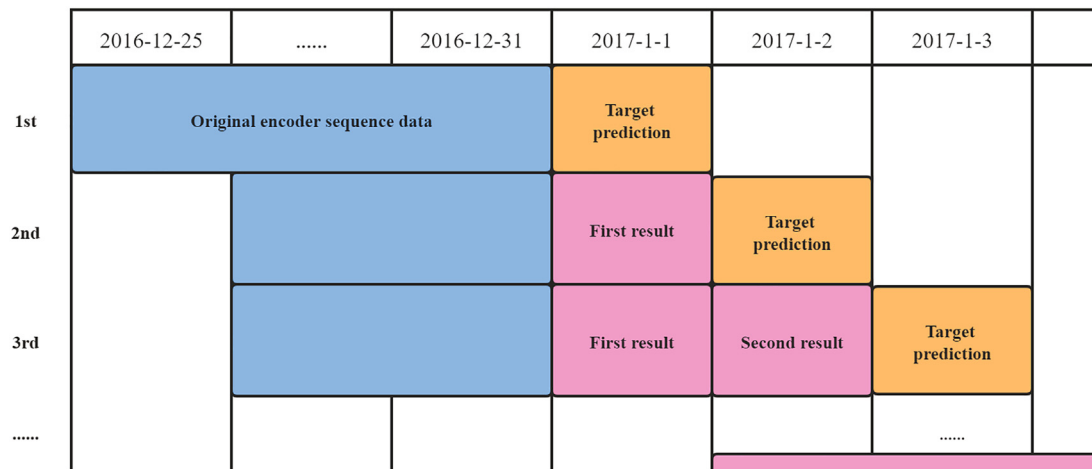 2016-12-25 ...... 2016-12-31 2017-1-1 2017-1-2 2017-1-3
1st Original encoder sequence data Target
prediction
2nd First result Target
prediction
3rd First result Second result Target
prediction
...... ......